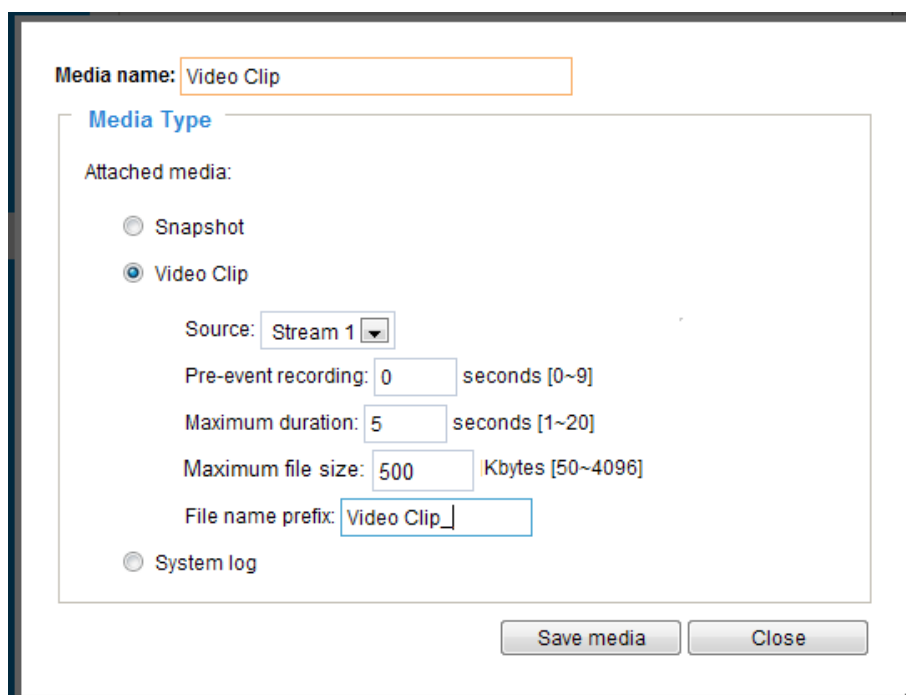 Media name: Video Clip
Media Type
Attached media:
Snapshot
Video Clip
Source: Stream 1
Pre-event recording: 0 seconds [0~9]
Maximum duration: 5 seconds [1~20]
Maximum file size: 500 Kbytes [50~4096]
File name prefix: Video Clip_
System log
Save media Close